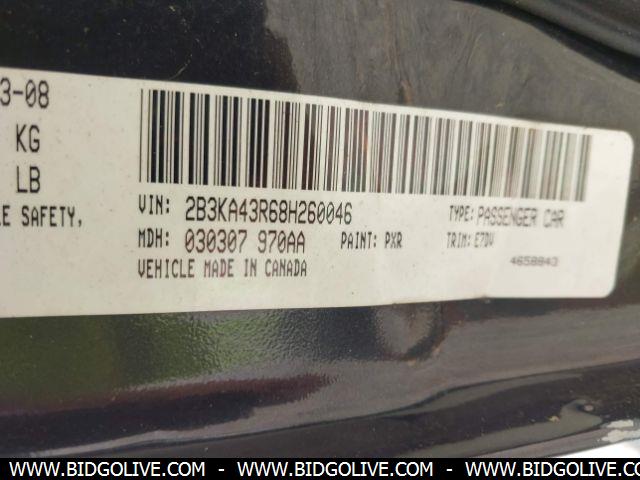 3-08
KG
LB
LE SAFETY,
VIN: 2B3KA43R68H260046 TYPE: PASSENGER CAR
MDH: 030307 970AA PAINT: PXR TRIM: E7DV
VEHICLE MADE IN CANADA 4658843
WWW.BIDGOLIVE.COM - WWW.BIDGOLIVE.COM - WWW.BIDGOLIVE.COM